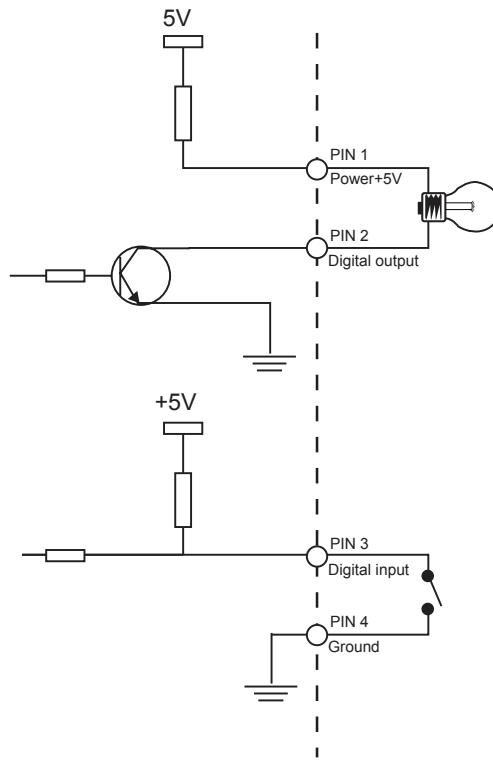 5V
PIN 1
Power+5V
PIN 2
Digital output
+5V
PIN 3
Digital input
PIN 4
Ground